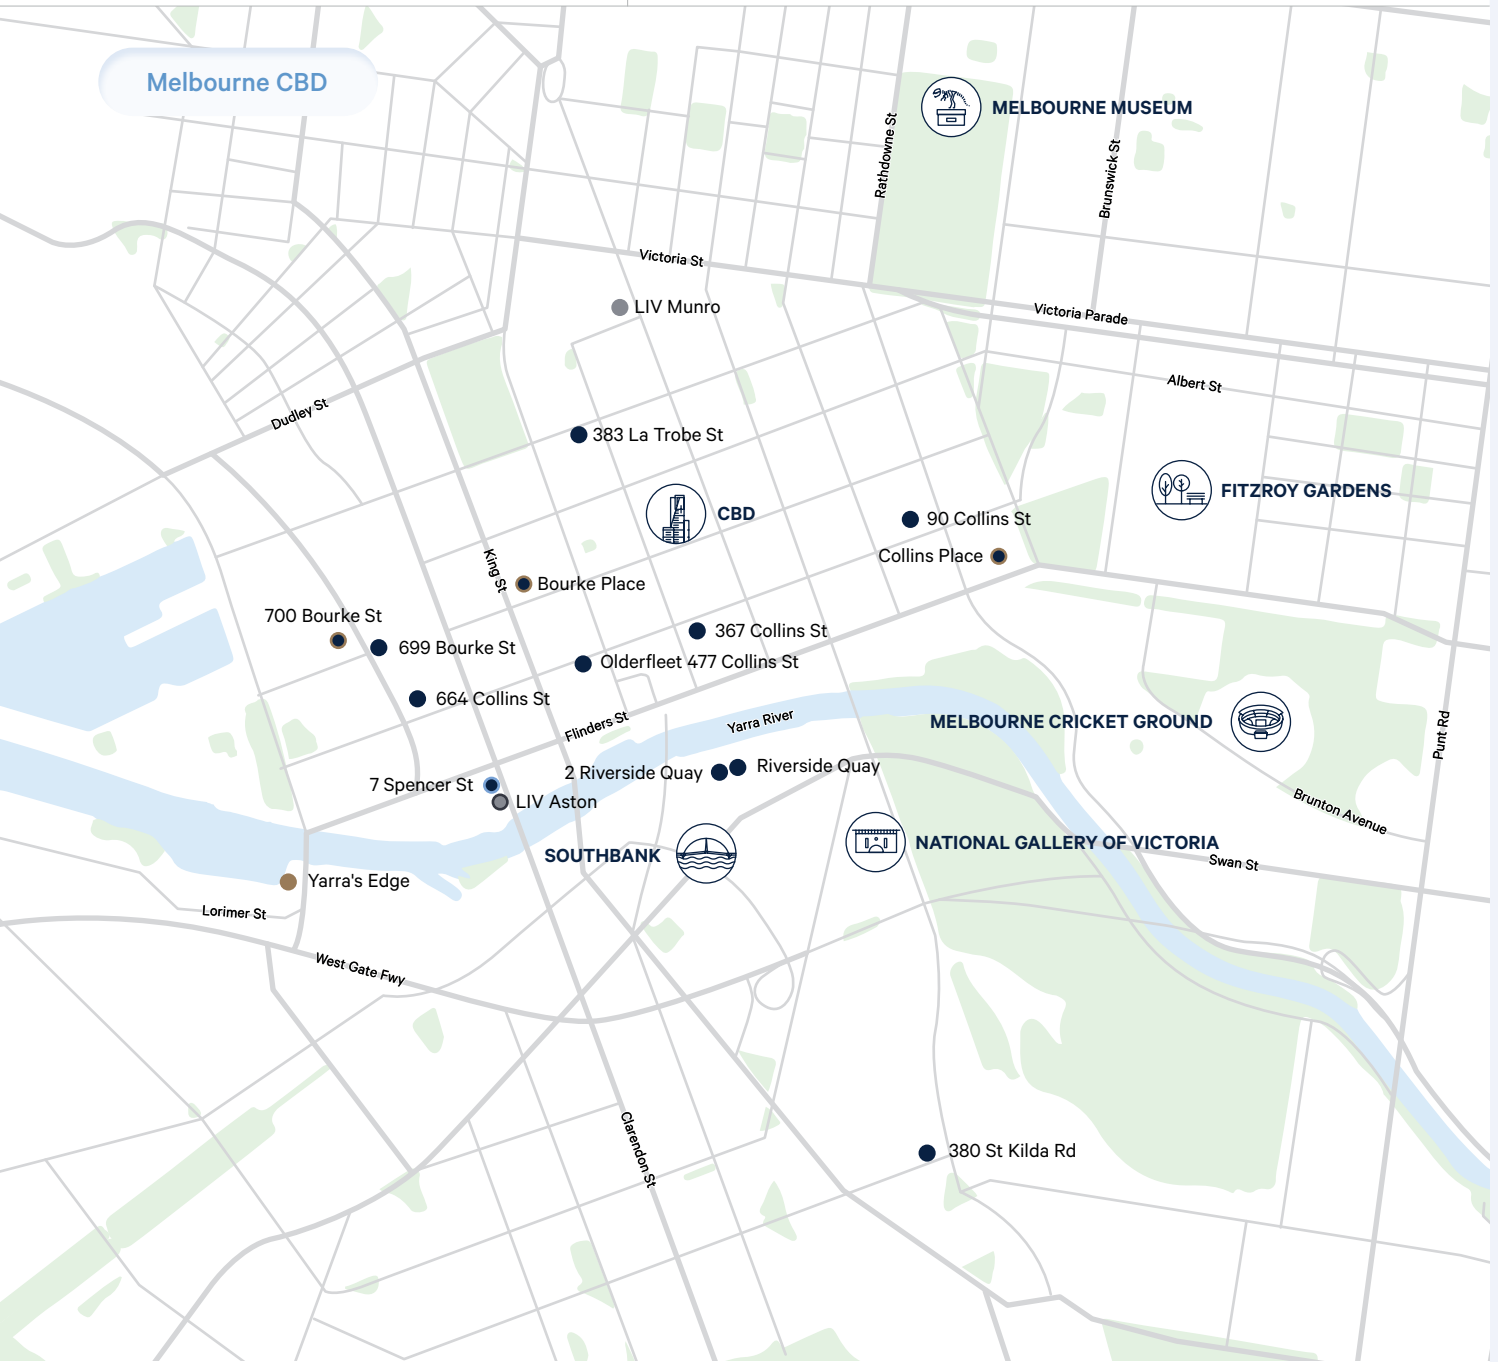 Melbourne CBD
MELBOURNE MUSEUM
Rathdowne St
Brunswick St
Victoria St
LIV Munro
Victoria Parade
Albert St
Dudley St
383 La Trobe St
FITZROY GARDENS
CBD
90 Collins St
Collins Place
King St
Bourke Place
700 Bourke St
699 Bourke St
367 Collins St
Olderfleet 477 Collins St
664 Collins St
Flinders St
Yarra River
MELBOURNE CRICKET GROUND
Punt Rd
2 Riverside Quay
Riverside Quay
7 Spencer St
LIV Aston
Brunton Avenue
NATIONAL GALLERY OF VICTORIA
SOUTHBANK
Swan St
Yarra's Edge
Lorimer St
West Gate Fwy
Clarendon St
380 St Kilda Rd